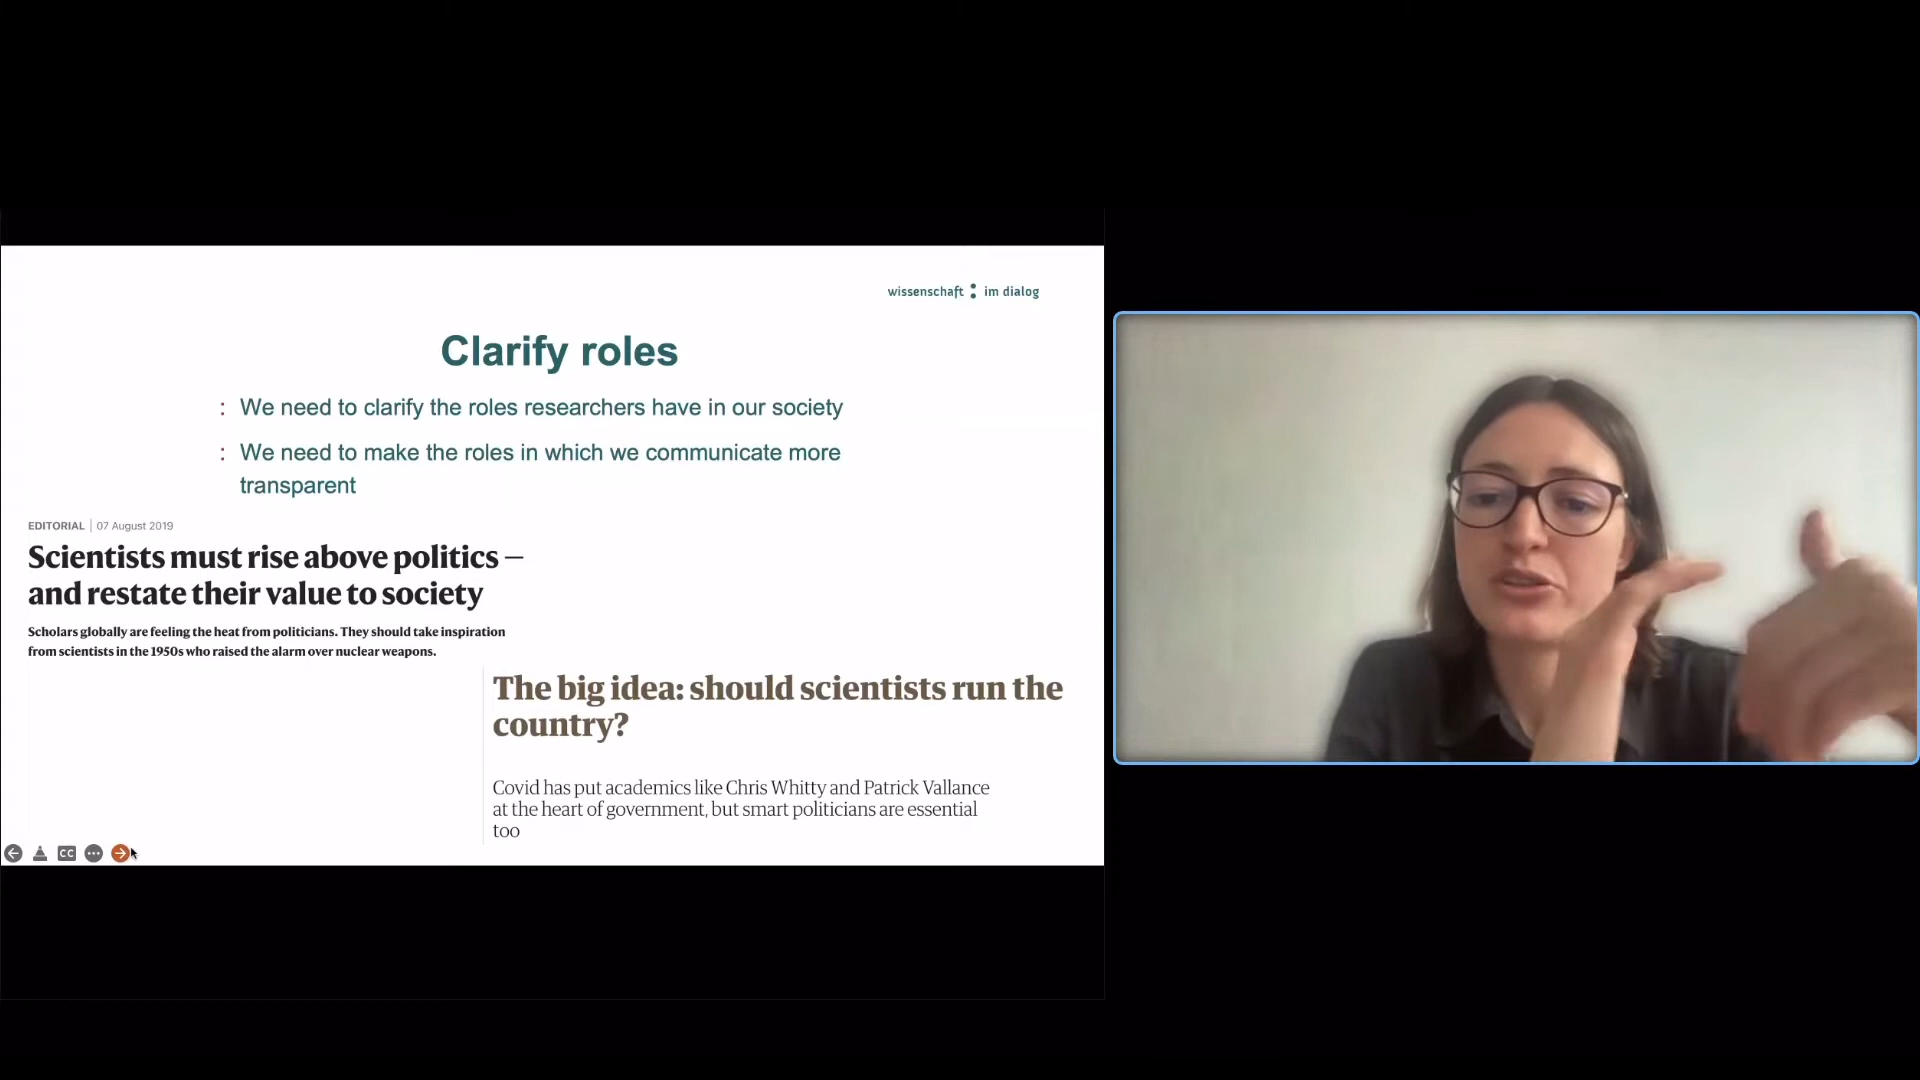 wissenschaft : im dialog
Clarify roles
: We need to clarify the roles researchers have in our society
: We need to make the roles in which we communicate more
transparent
EDITORIAL | 07 August 2019
Scientists must rise above politics —
and restate their value to society
Scholars globally are feeling the heat from politicians. They should take inspiration
from scientists in the 1950s who raised the alarm over nuclear weapons.
The big idea: should scientists run the
country?
Covid has put academics like Chris Whitty and Patrick Vallance
at the heart of government, but smart politicians are essential
too
CC